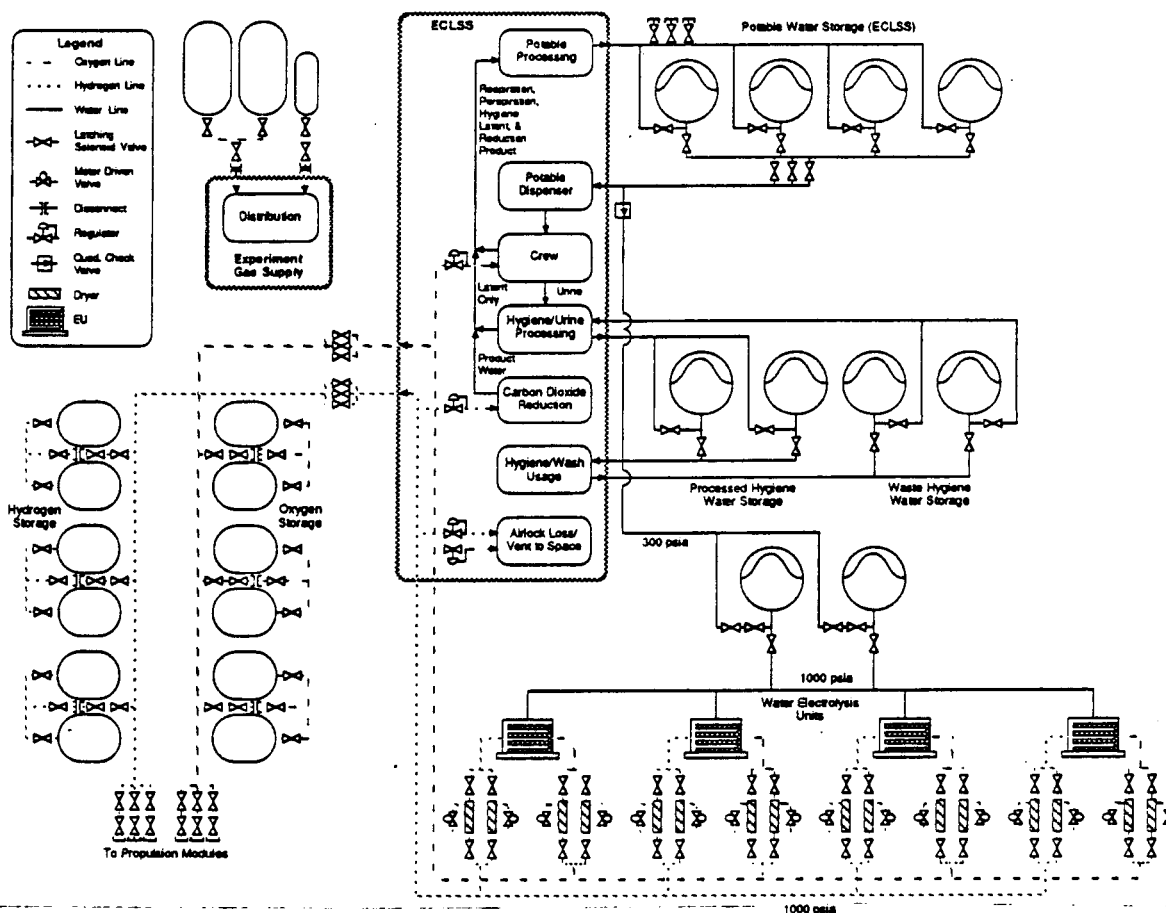 Legend
Oxygen Line
Hydrogen Line
Water Line
Latching
Solenoid Valve
Motor Driven
Valve
Disconnect
Regulator
Quad. Check
Valve
Dryer
EU
Distribution
Experiment
Gas Supply
ECLSS
Potable
Processing
Respiration,
Perspiration,
Hygiene
Latent, &
Reduction
Product
Potable
Dispenser
Crew
Latent
Only
Urine
Hygiene/Urine
Processing
Product
Water
Carbon Dioxide
Reduction
Hygiene/Wash
Usage
Airlock Loss/
Vent to Space
Potable Water Storage (ECLSS)
Processed Hygiene
Water Storage
Waste Hygiene
Water Storage
Hydrogen
Storage
Oxygen
Storage
300 psia
1000 psia
Water Electrolysis
Units
To Propulsion Modules
1000 psia